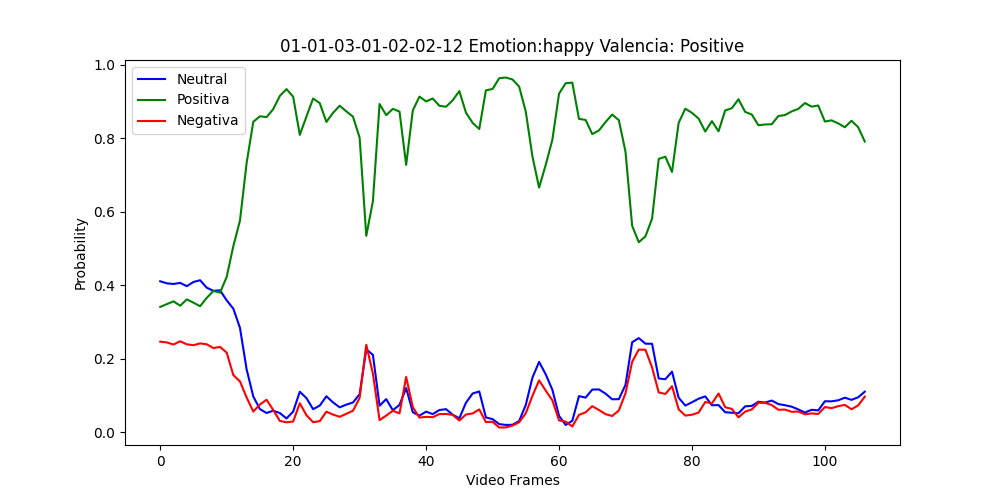 01-01-03-01-02-02-12 Emotion:happy Valencia: Positive
Neutral
Positiva
Negativa
1.0
0.8
0.6
0.4
0.2
0.0
Probability
0 20 40 60 80 100
Video Frames